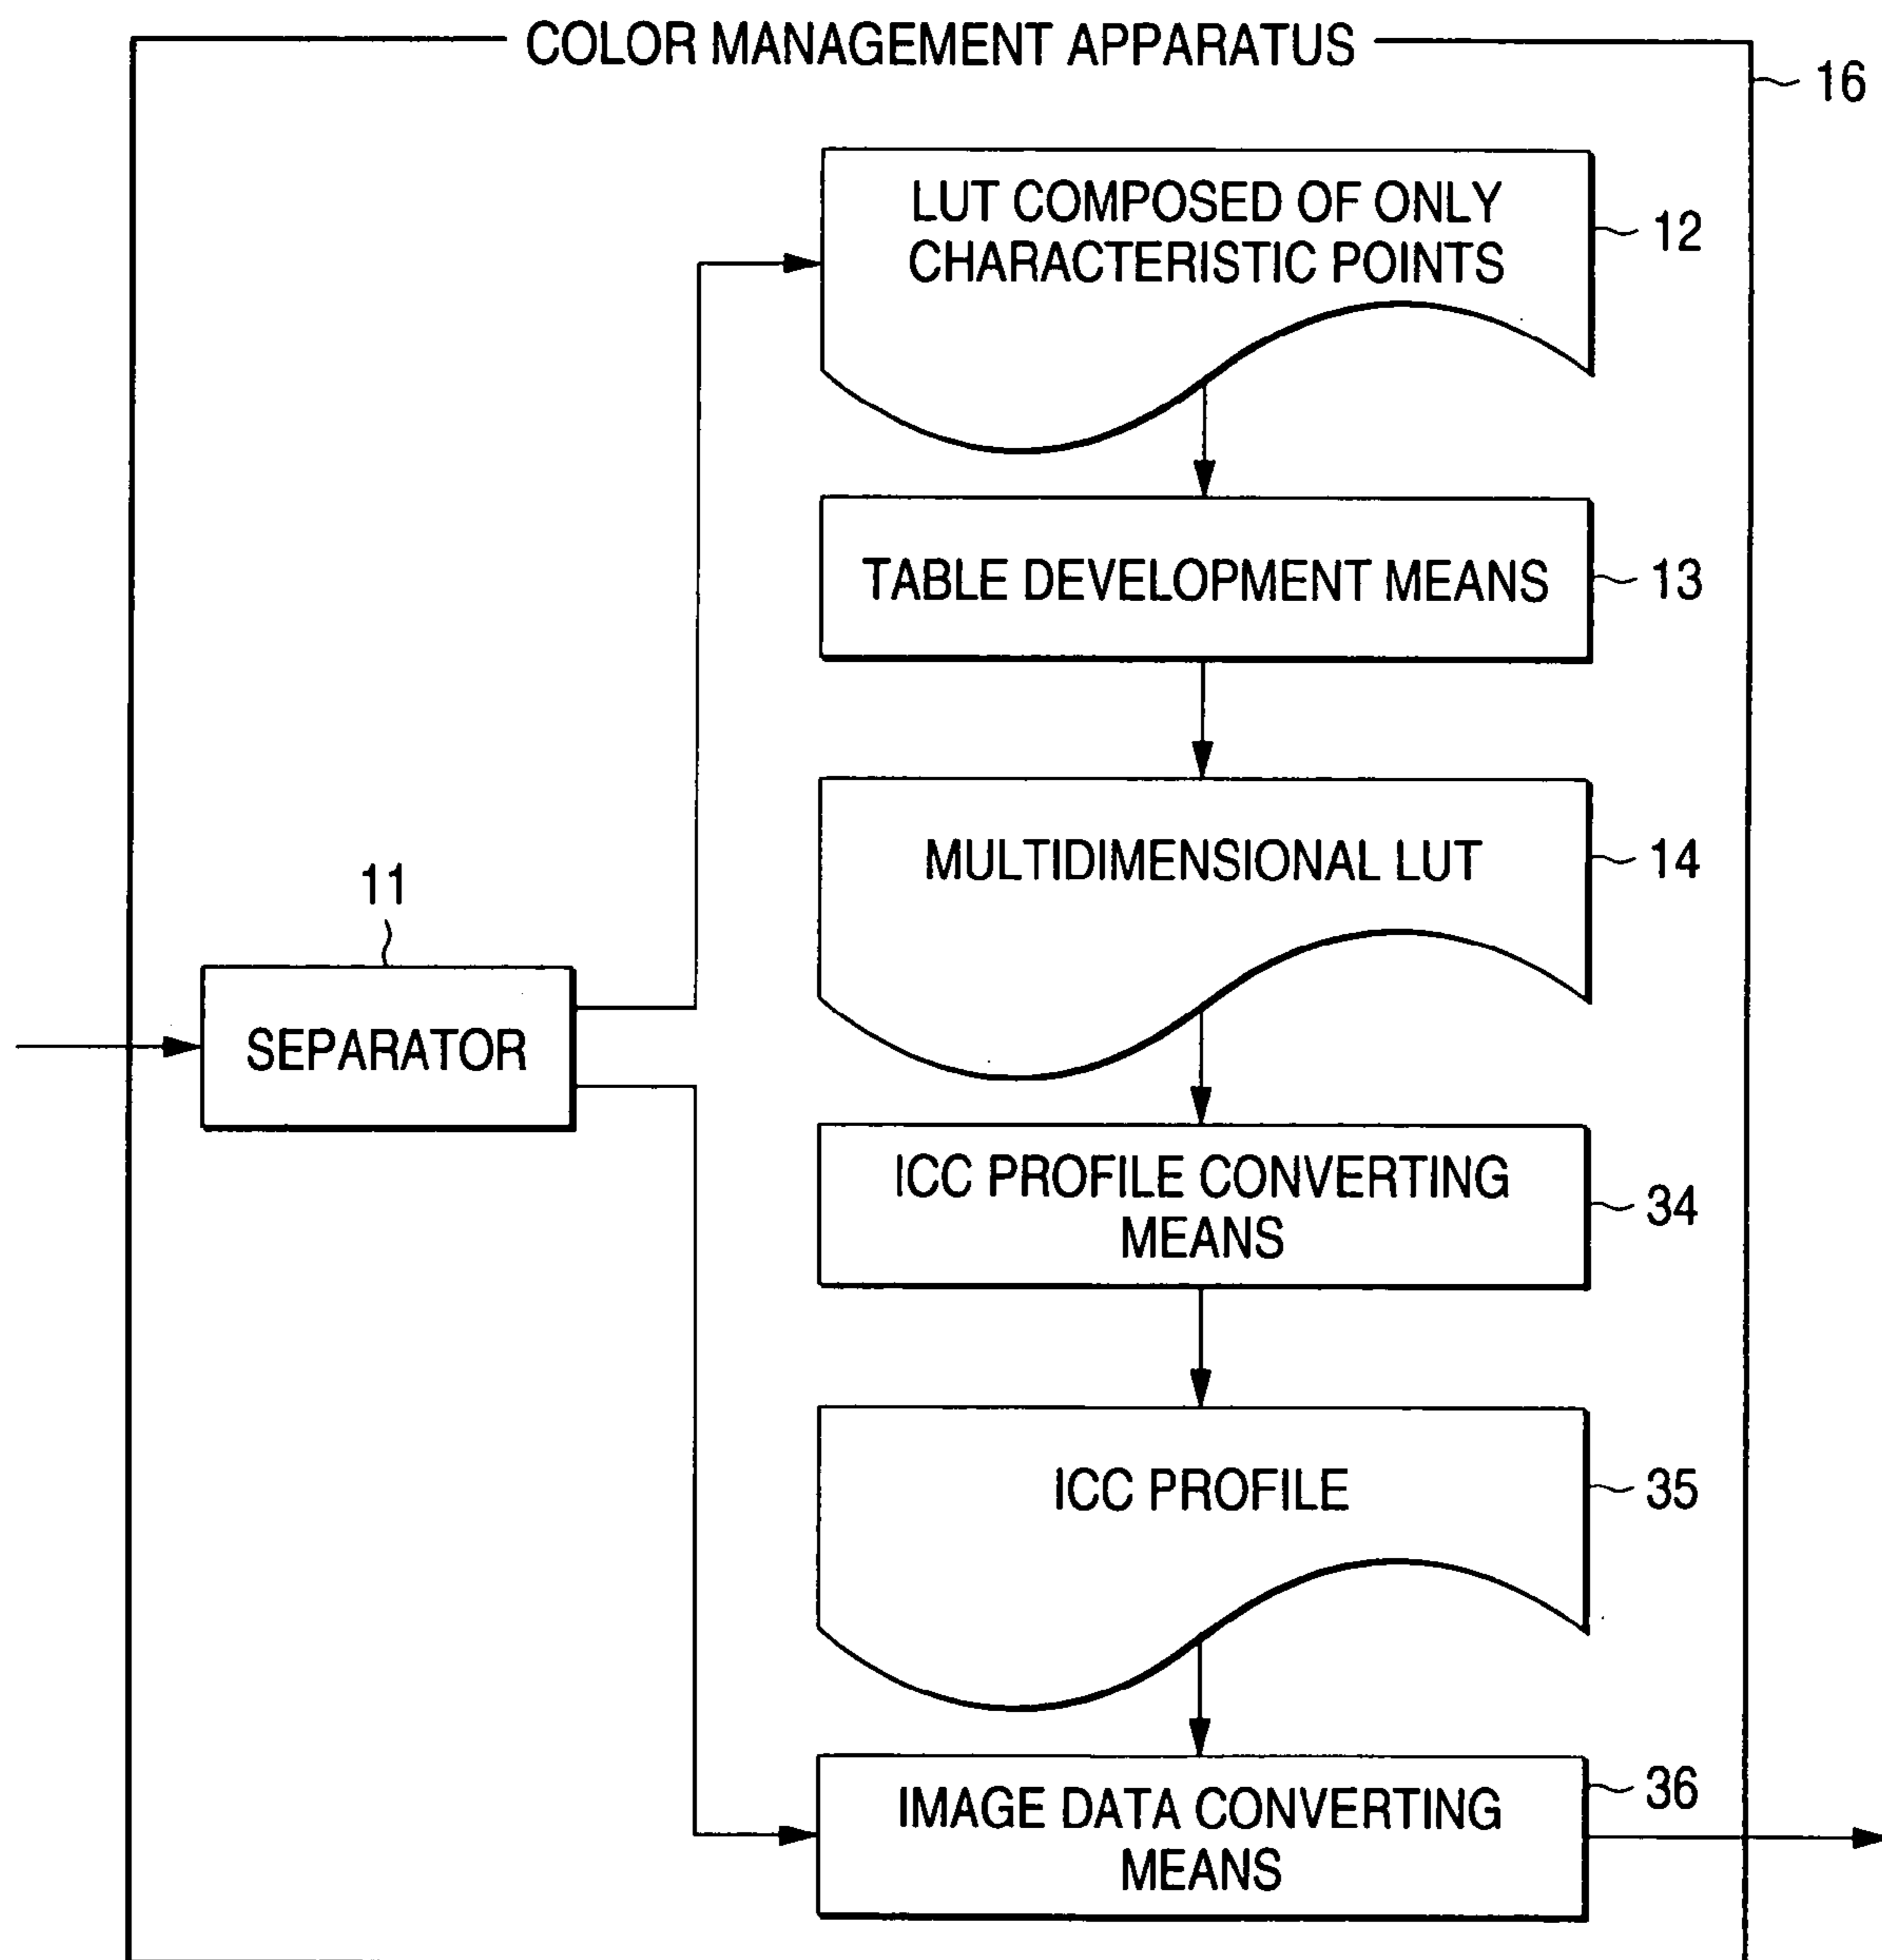 COLOR MANAGEMENT APPARATUS
16
LUT COMPOSED OF ONLY
CHARACTERISTIC POINTS
12
TABLE DEVELOPMENT MEANS
13
MULTIDIMENSIONAL LUT
14
11
SEPARATOR
ICC PROFILE CONVERTING
MEANS
34
ICC PROFILE
35
IMAGE DATA CONVERTING
MEANS
36